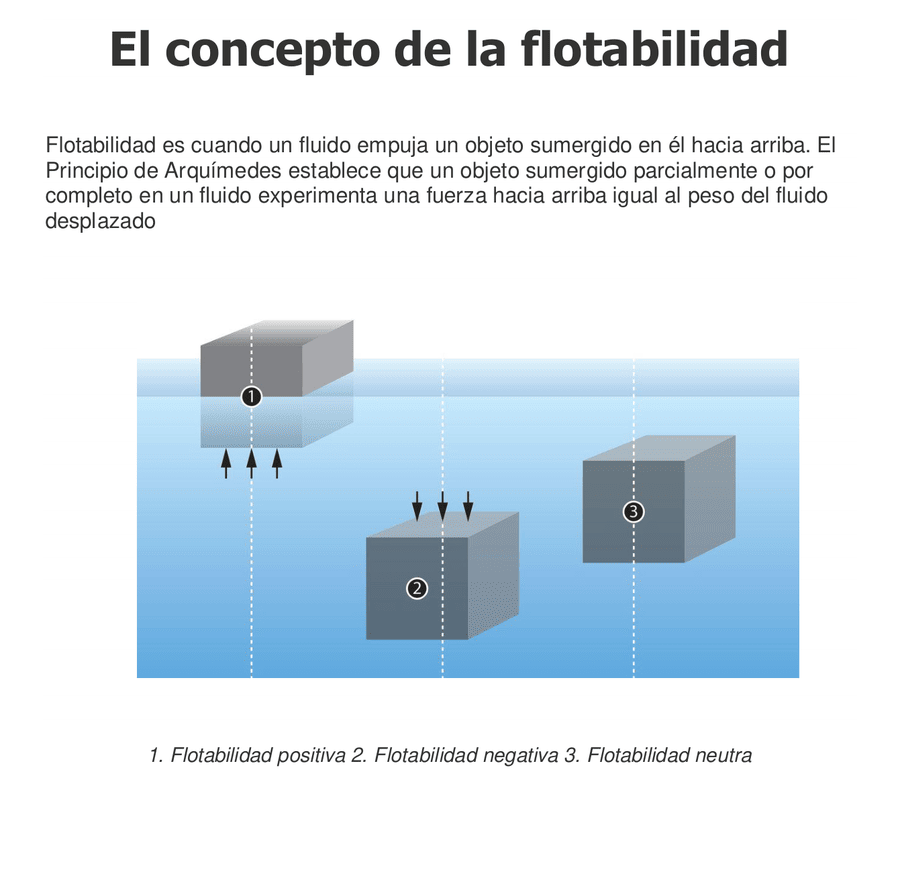 El concepto de la flotabilidad
Flotabilidad es cuando un fluido empuja un objeto sumergido en él hacia arriba. El
Principio de Arquímedes establece que un objeto sumergido parcialmente o por
completo en un fluido experimenta una fuerza hacia arriba igual al peso del fluido
desplazado
1
2
3
1. Flotabilidad positiva 2. Flotabilidad negativa 3. Flotabilidad neutra